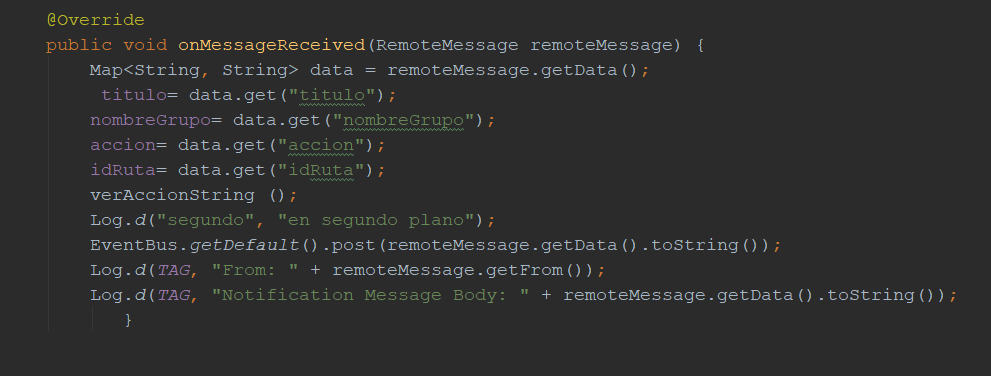 @Override
public void onMessageReceived(RemoteMessage remoteMessage) {
Map<String, String> data = remoteMessage.getData();
titulo= data.get("titulo");
nombreGrupo= data.get("nombreGrupo");
accion= data.get("accion");
idRuta= data.get("idRuta");
verAccionString ();
Log.d("segundo", "en segundo plano");
EventBus.getDefault().post(remoteMessage.getData().toString());
Log.d(TAG, "From: " + remoteMessage.getFrom());
Log.d(TAG, "Notification Message Body: " + remoteMessage.getData().toString());
}